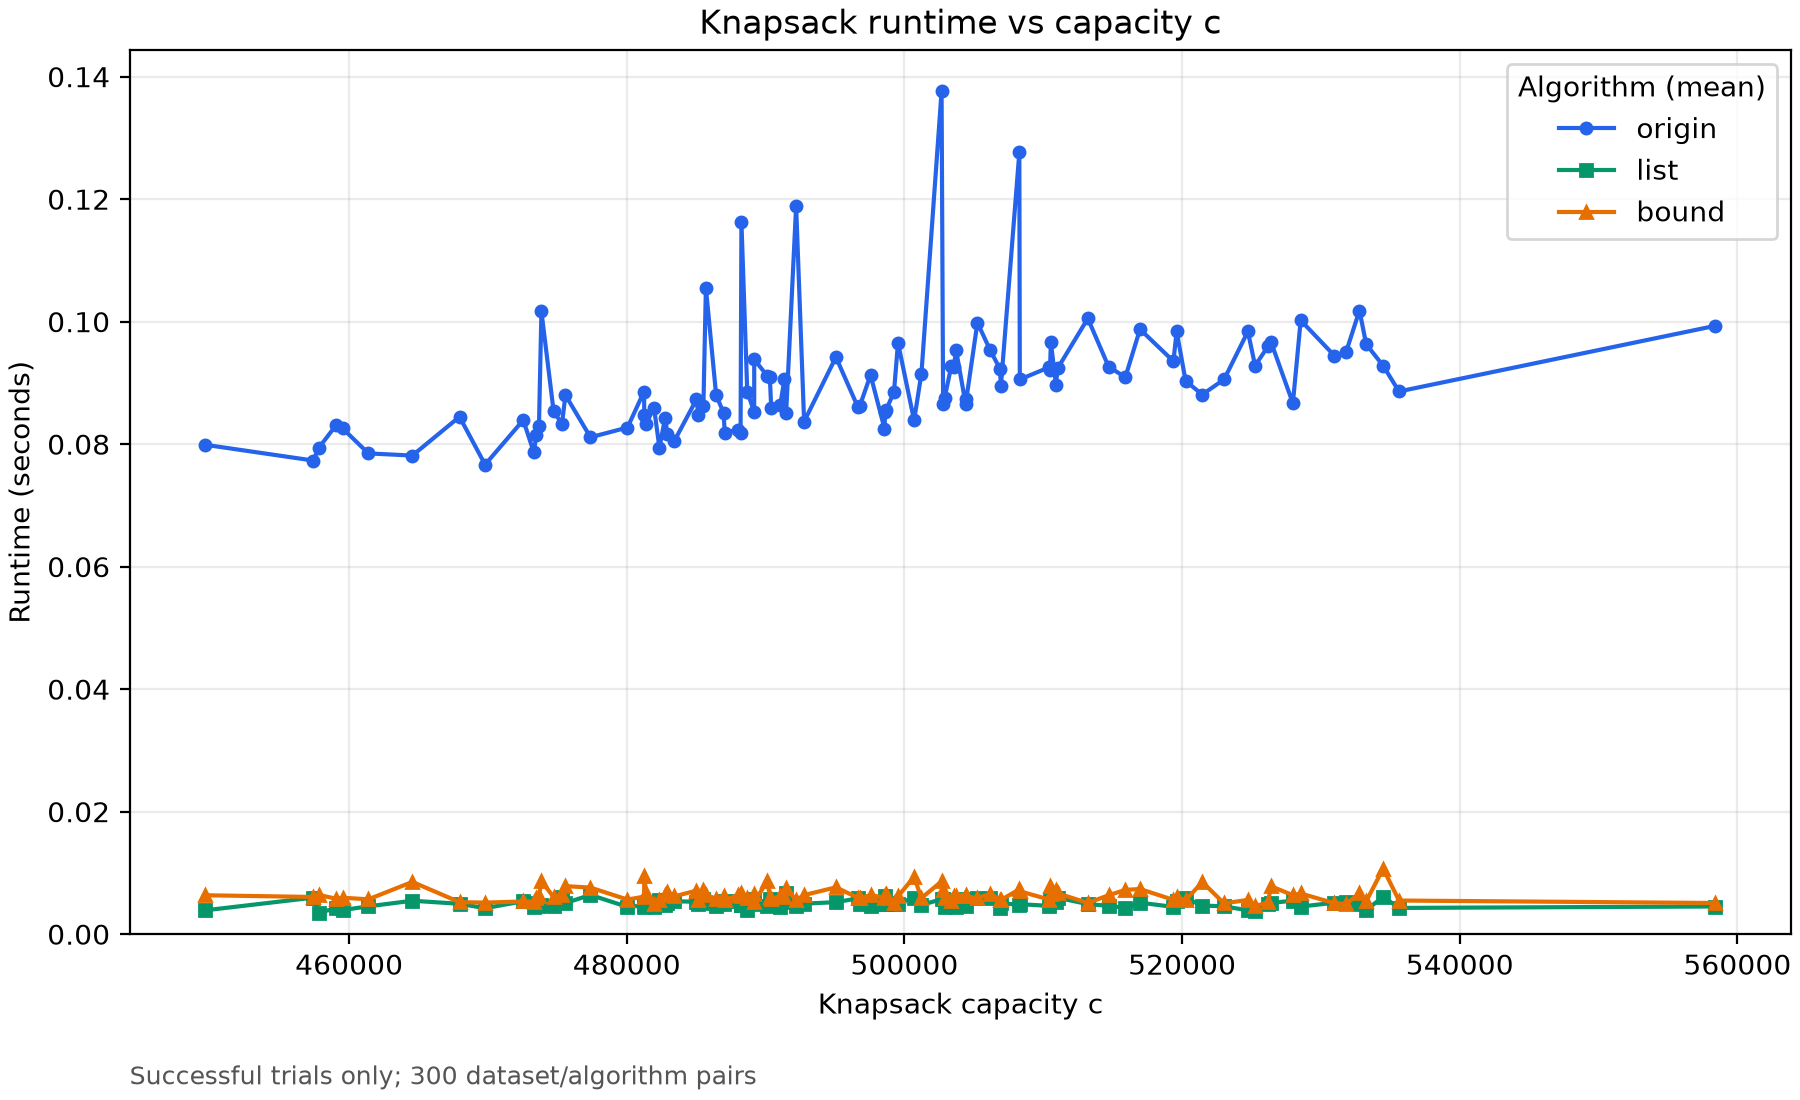 Knapsack runtime vs capacity c
0.14
0.12
0.10
0.08
0.06
0.04
0.02
0.00
Runtime (seconds)
Algorithm (mean)
origin
list
bound
460000
480000
500000
520000
540000
560000
Knapsack capacity c
Successful trials only; 300 dataset/algorithm pairs